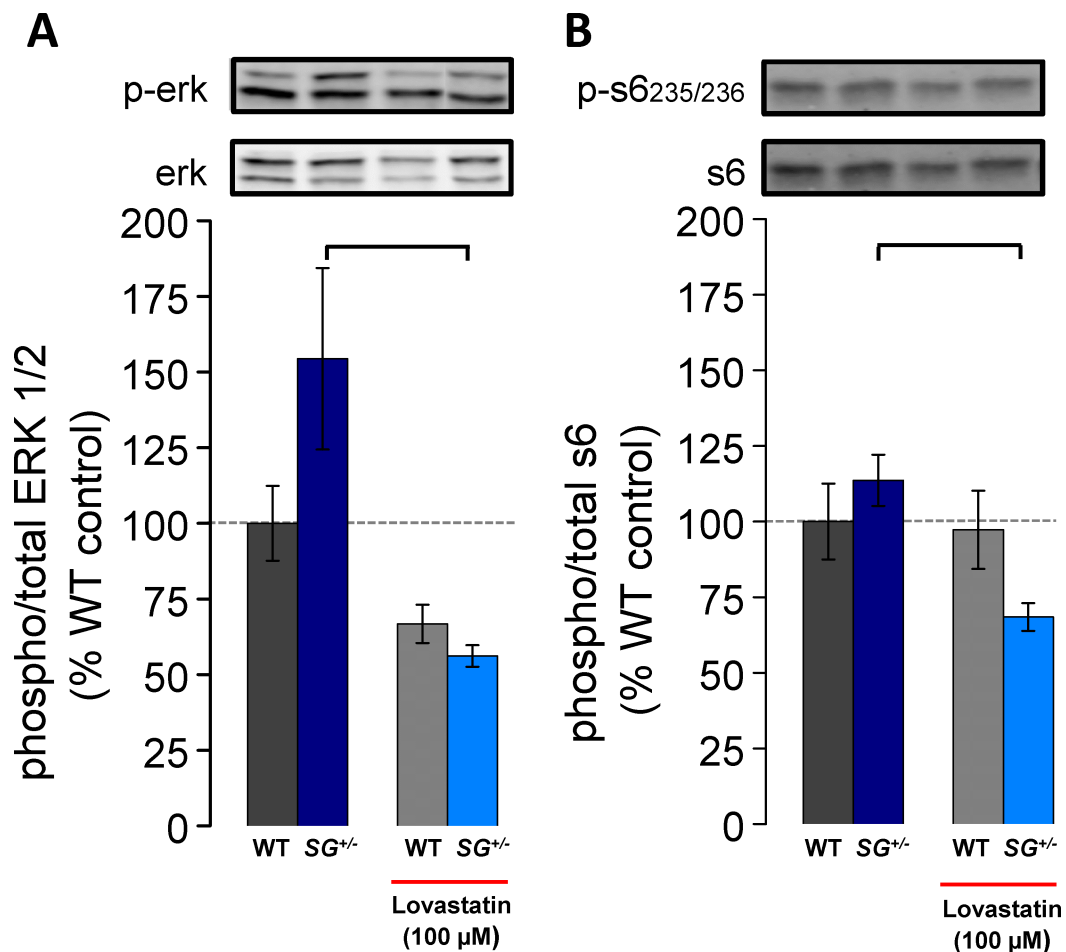 A
p-erk
erk
200
175
150
125
100
75
50
25
0
phospho/total ERK 1/2
(% WT control)
WT SG+/-
WT SG+/-
Lovastatin
(100 µM)
B
p-s6235/236
s6
200
175
150
125
100
75
50
25
0
phospho/total s6
(% WT control)
WT SG+/-
WT SG+/-
Lovastatin
(100 µM)